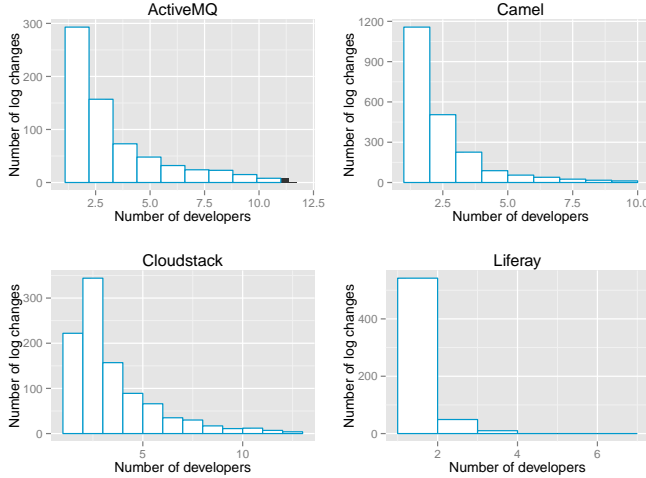 ActiveMQ
Number of log changes
300
200
100
0
2.5 5.0 7.5 10.0 12.5
Number of developers
Camel
Number of log changes
1200
900
600
300
0
2.5 5.0 7.5 10.0
Number of developers
Cloudstack
Number of log changes
300
200
100
0
5 10
Number of developers
Liferay
Number of log changes
400
200
0
2 4 6
Number of developers